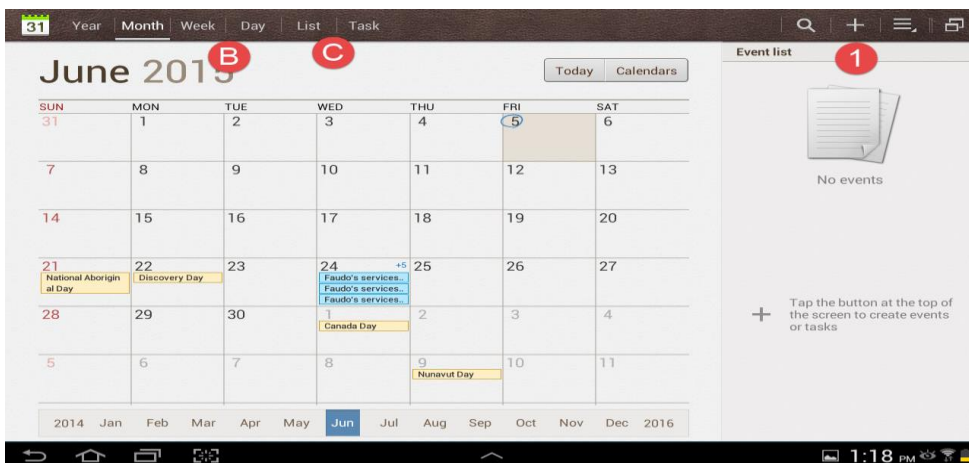 31 Year Month Week Day List Task
B C 1
Event list
June 2015
Today Calendars
SUN MON TUE WED THU FRI SAT
31 1 2 3 4 5 6
No events
7 8 9 10 11 12 13
14 15 16 17 18 19 20
21 22 23 24 +5 25 26 27
National Aborigin
al Day
Discovery Day
Faudo's services..
Faudo's services..
Faudo's services..
Tap the button at the top of
the screen to create events
or tasks
28 29 30 1 2 3 4
Canada Day
5 6 7 8 9 10 11
Nunavut Day
2014 Jan Feb Mar Apr May Jun Jul Aug Sep Oct Nov Dec 2016
1:18 PM